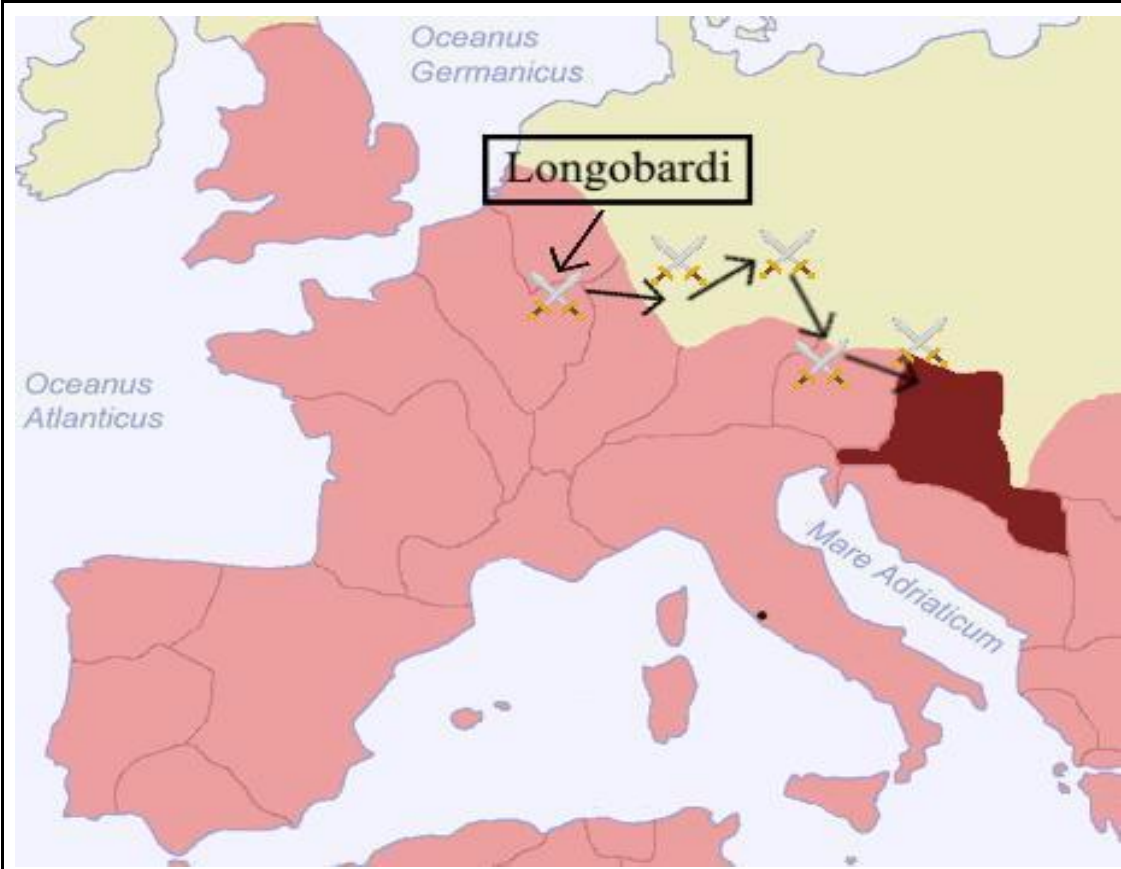 Oceanus
Germanicus
Longobardi
Oceanus
Atlanticus
Mare Adriaticum